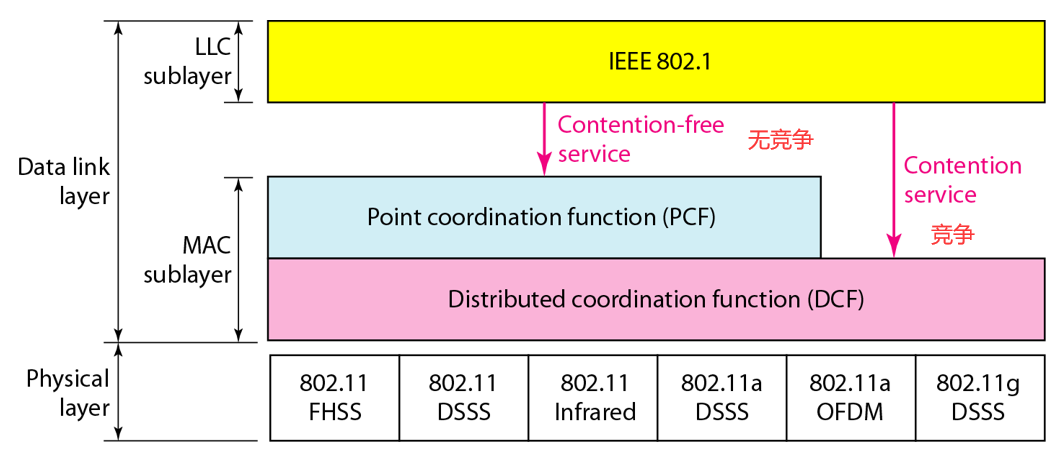 LLC
sublayer
IEEE 802.1
Contention-free
service
无竞争
Contention
service
竞争
Data link
layer
MAC
sublayer
Point coordination function (PCF)
Distributed coordination function (DCF)
Physical
layer
802.11
FHSS
802.11
DSSS
802.11
Infrared
802.11a
DSSS
802.11a
OFDM
802.11g
DSSS